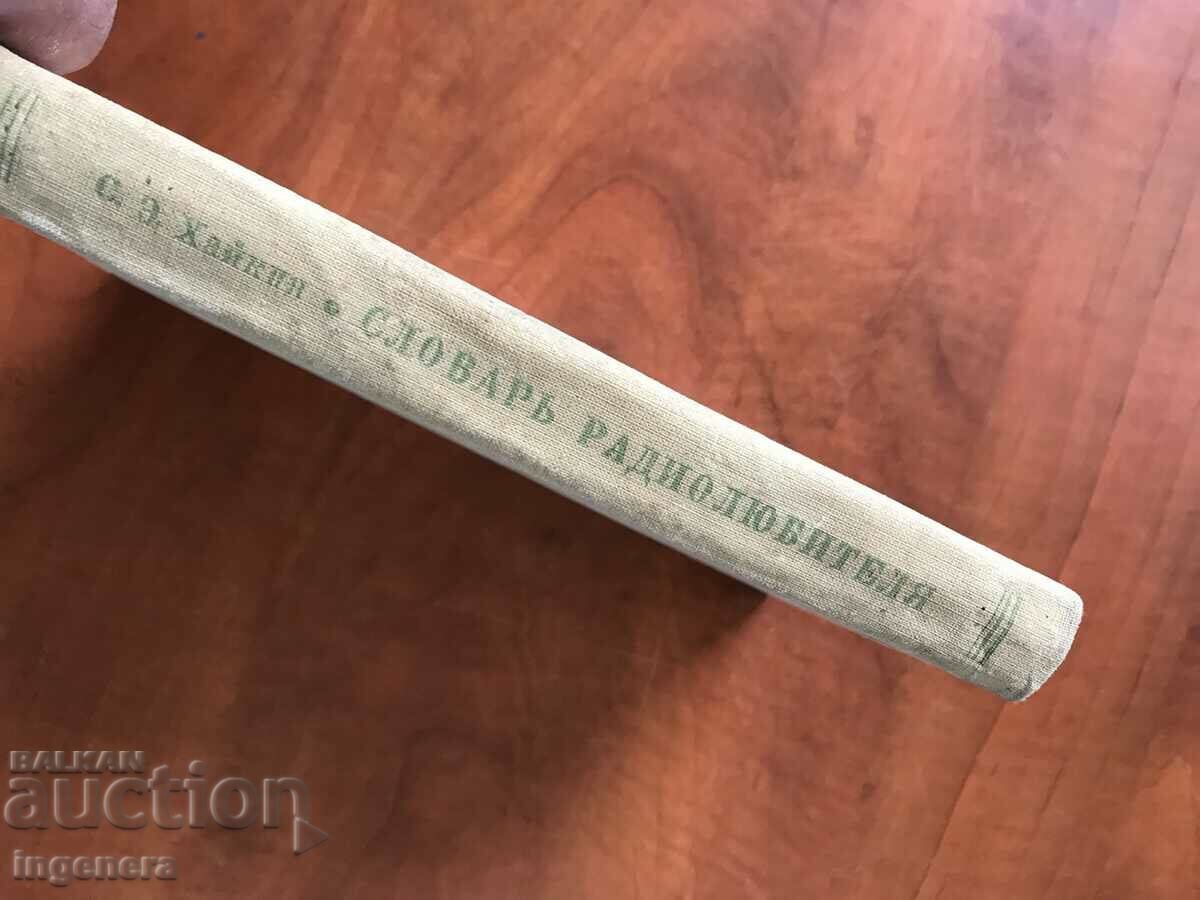 С. Э. Хайкин • СЛОВАРЬ РАДИОЛЮБИТЕЛЯ
BALKAN
auction
ingenera